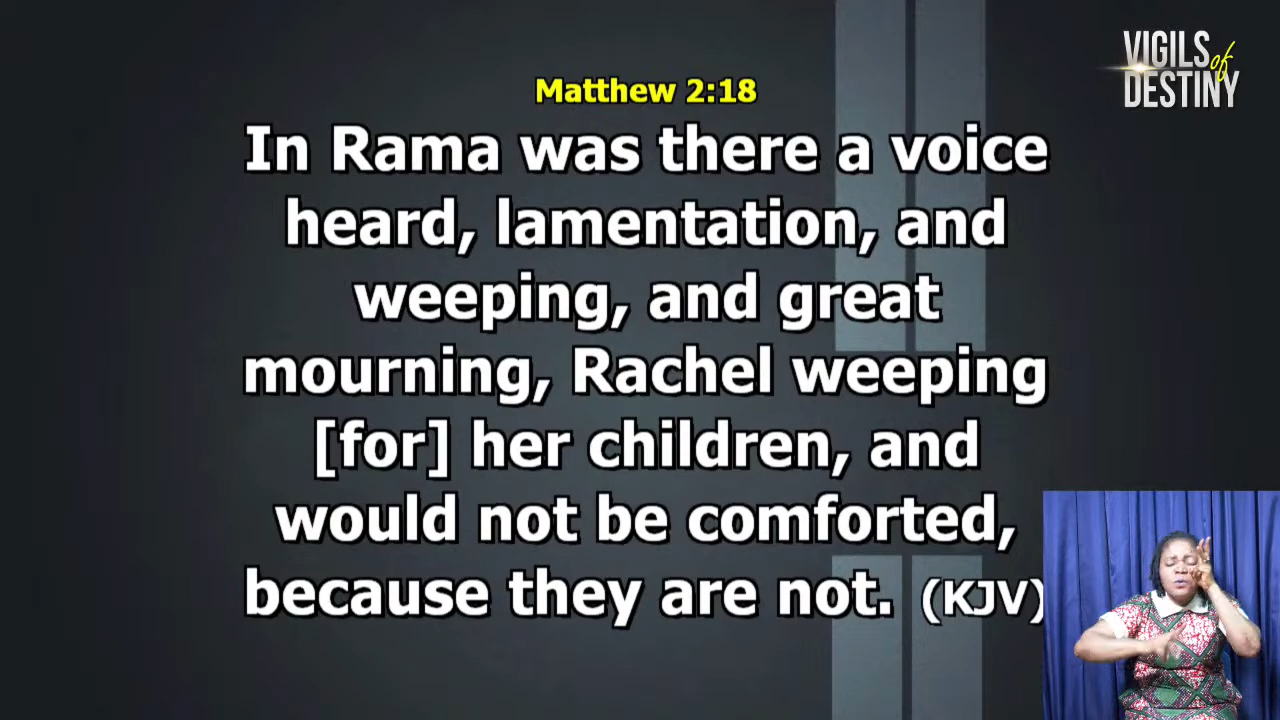 VIGILS of
DESTINY
Matthew 2:18
In Rama was there a voice
heard, lamentation, and
weeping, and great
mourning, Rachel weeping
[for] her children, and
would not be comforted,
because they are not. (KJV)